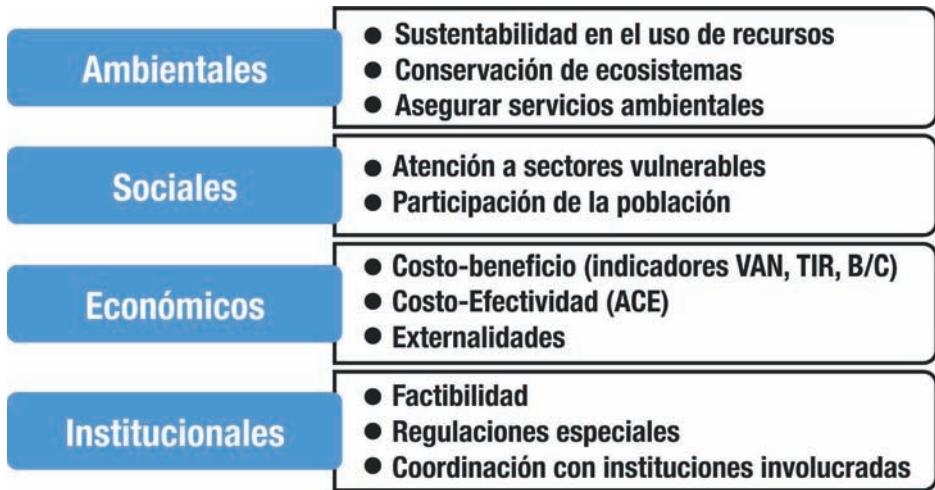 Ambientales
● Sustentabilidad en el uso de recursos
● Conservación de ecosistemas
● Asegurar servicios ambientales
Sociales
● Atención a sectores vulnerables
● Participación de la población
Económicos
● Costo-beneficio (indicadores VAN, TIR, B/C)
● Costo-Efectividad (ACE)
● Externalidades
Institucionales
● Factibilidad
● Regulaciones especiales
● Coordinación con instituciones involucradas